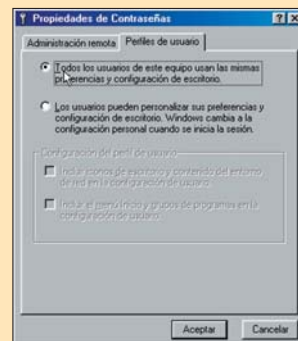 Propiedades de Contraseñas
Administración remota
Perfiles de usuario
Todos los usuarios de este equipo usan las mismas
preferencias y configuración de escritorio.
Los usuarios pueden personalizar sus preferencias y
configuración de escritorio. Windows cambia a la
configuración personal cuando se inicia la sesión.
Configuración del perfil de usuario
Incluir iconos de escritorio y contenido del entorno
de red en la configuración de usuario.
Incluir el menú Inicio y grupos de programas en la
configuración de usuario.
Aceptar
Cancelar